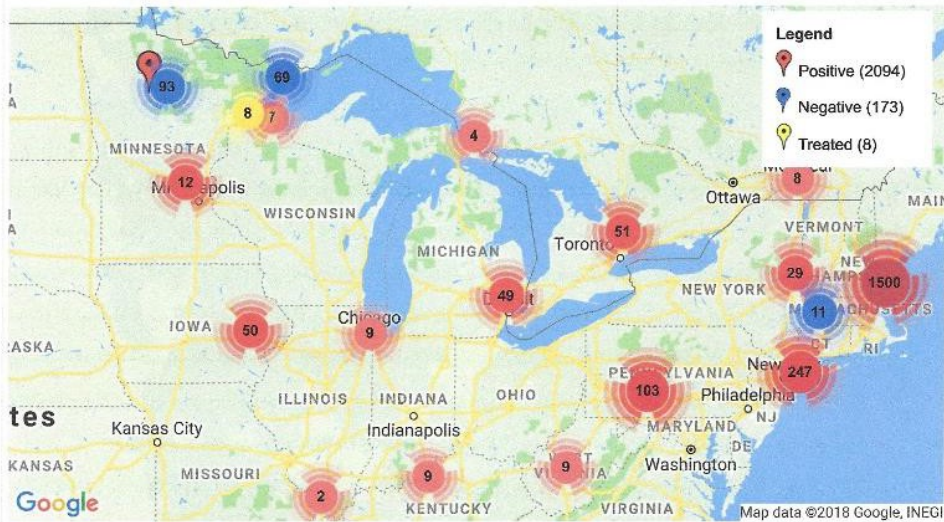 Legend
Positive (2094)
Negative (173)
Treated (8)
93
69
8
7
4
MINNESOTA
12
WISCONSIN
MICHIGAN
51
Toronto
Ottawa
8
VERMONT
MAIN
29
1500
NEW YORK
11
49
IOWA
50
Chicago
9
CT
RI
247
PENNSYLVANIA
103
Philadelphia
NJ
ILLINOIS
INDIANA
OHIO
Indianapolis
MARYLAND
DE
tes
Kansas City
Washington
KANSAS
MISSOURI
9
9
2
KENTUCKY
VIRGINIA
Google
Map data ©2018 Google, INEGI